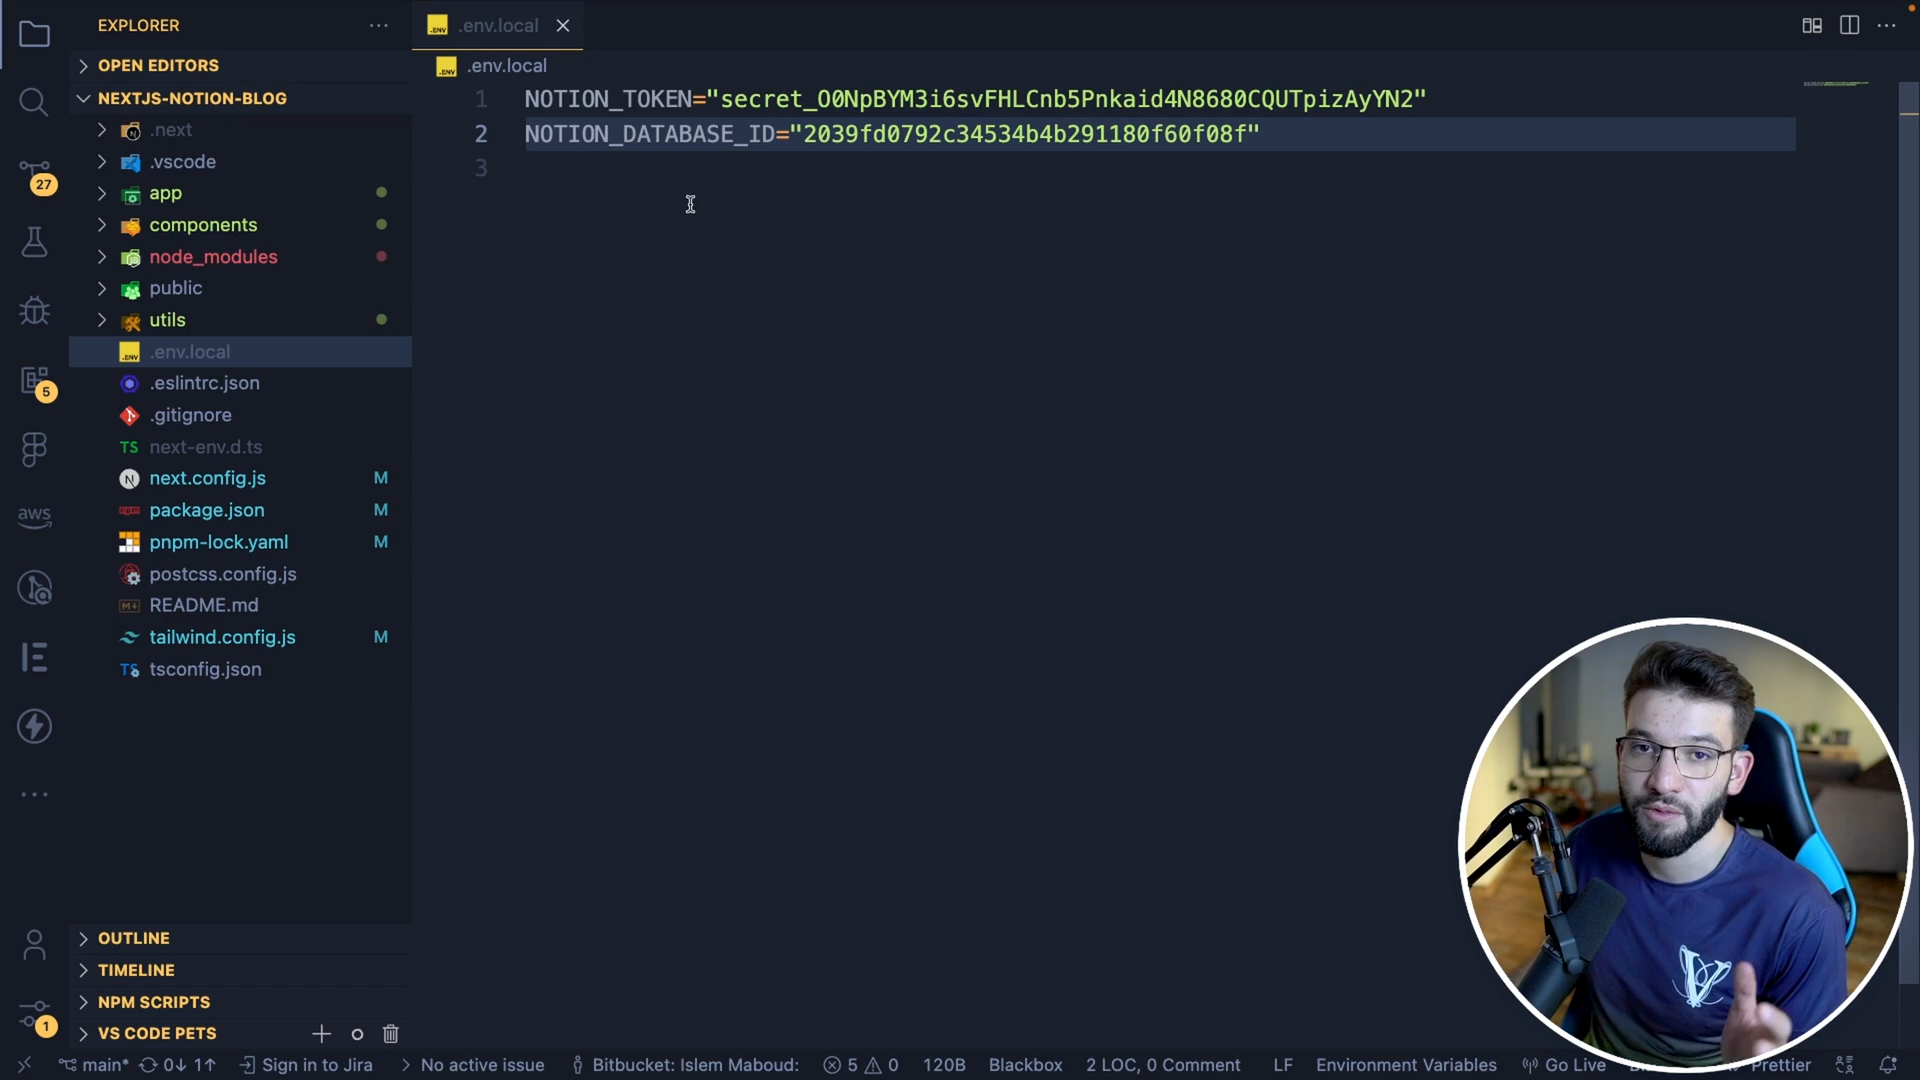 EXPLORER
.env.local
OPEN EDITORS
.env.local
NEXTJS-NOTION-BLOG
1 NOTION_TOKEN="secret_O0NpBYM3i6svFHLCnb5Pnkaid4N8680CQUTpizAyYN2"
2 NOTION_DATABASE_ID="2039fd0792c34534b4b291180f60f08f"
3
.next
.vscode
app
components
node_modules
public
utils
.env.local
.eslintrc.json
.gitignore
TS next-env.d.ts
next.config.js M
package.json M
pnpm-lock.yaml M
postcss.config.js
README.md
tailwind.config.js M
TS tsconfig.json
27
5
aws
1
OUTLINE
TIMELINE
NPM SCRIPTS
VS CODE PETS
main* 0↓ 1↑ Sign in to Jira No active issue Bitbucket: Islem Maboud: 5 0 120B Blackbox 2 LOC, 0 Comment LF Environment Variables Go Live Prettier